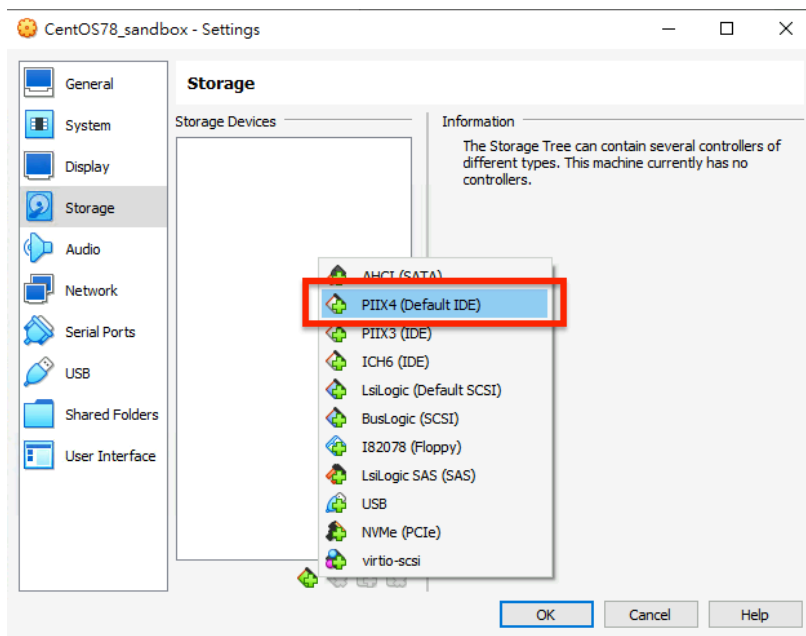 CentOS78_sandbox - Settings
General
System
Display
Storage
Audio
Network
Serial Ports
USB
Shared Folders
User Interface
Storage
Storage Devices
AHCI (SATA)
PIIX4 (Default IDE)
PIIX3 (IDE)
ICH6 (IDE)
LsiLogic (Default SCSI)
BusLogic (SCSI)
I82078 (Floppy)
LsiLogic SAS (SAS)
USB
NVMe (PCIe)
virtio-scsi
Information
The Storage Tree can contain several controllers of
different types. This machine currently has no
controllers.
OK
Cancel
Help